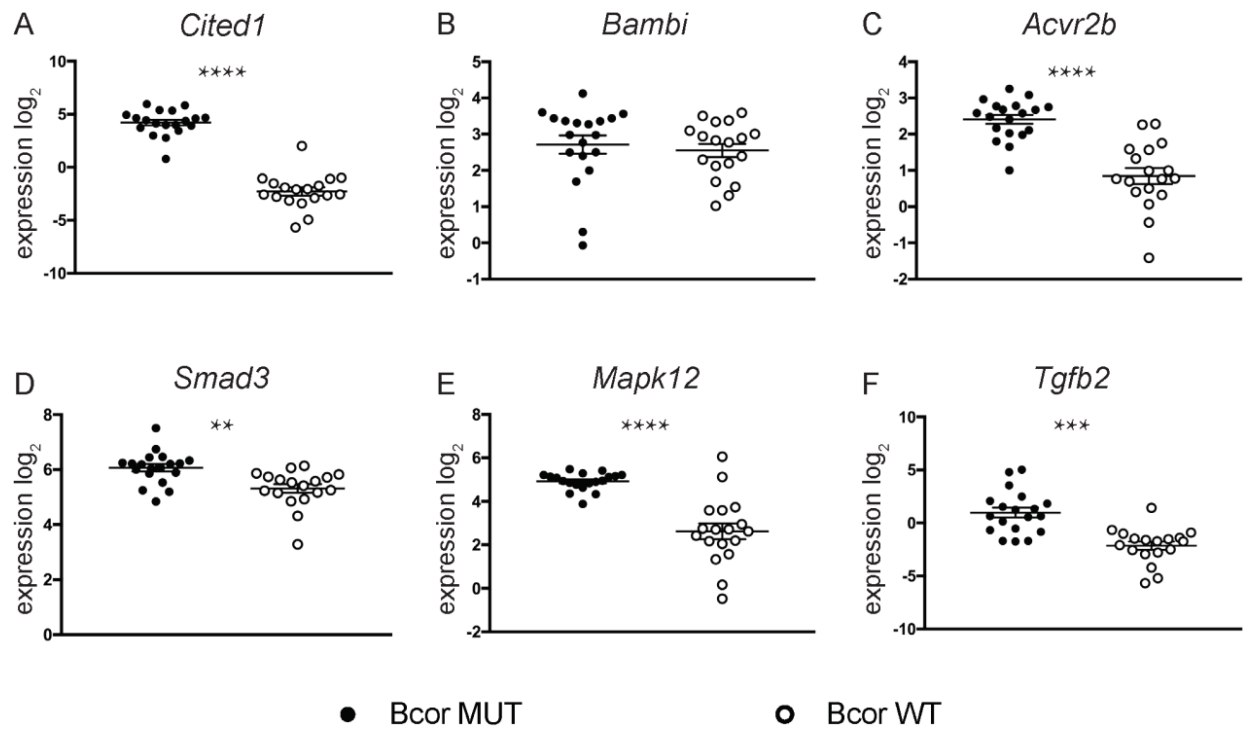 A Cited1
expression log2
10
5
0
-5
-10
****
B Bambi
expression log2
5
4
3
2
1
0
-1
C Acvr2b
expression log2
4
3
2
1
0
-1
-2
****
D Smad3
expression log2
8
6
4
2
0
**
E Mapk12
expression log2
8
6
4
2
0
-2
****
F Tgfb2
expression log2
10
5
0
-5
-10
***
Bcor MUT
Bcor WT